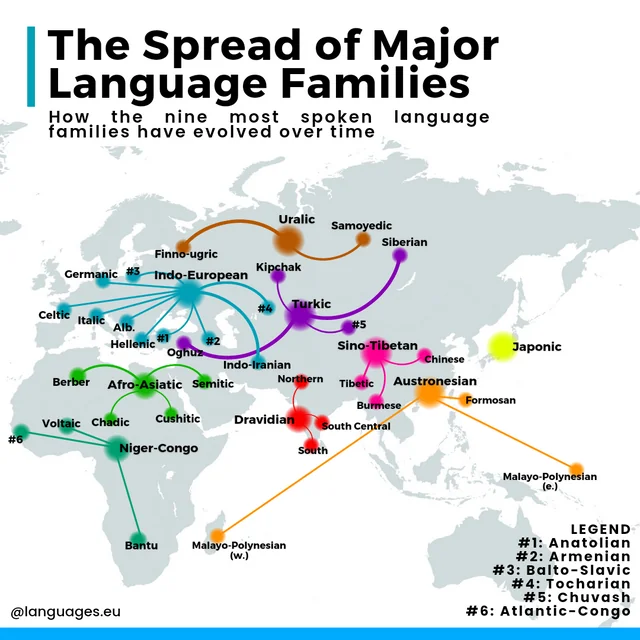 The Spread of Major
Language Families
How the nine most spoken language
families have evolved over time
Uralic
Samoyedic
Siberian
Finno-ugric
Kipchak
Germanic
#3
Indo-European
Turkic
#4
Celtic
Italic
Alb.
#5
Hellenic
#1
#2
Oghuz
Indo-Iranian
Sino-Tibetan
Chinese
Japonic
Berber
Afro-Asiatic
Semitic
Northern
Tibetic
Austronesian
Burmese
Formosan
Voltaic
Chadic
Cushitic
Dravidian
South Central
#6
Niger-Congo
South
Malayo-Polynesian
(e.)
Bantu
Malayo-Polynesian
(w.)
LEGEND
#1: Anatolian
#2: Armenian
#3: Balto-Slavic
#4: Tocharian
#5: Chuvash
#6: Atlantic-Congo
@languages.eu